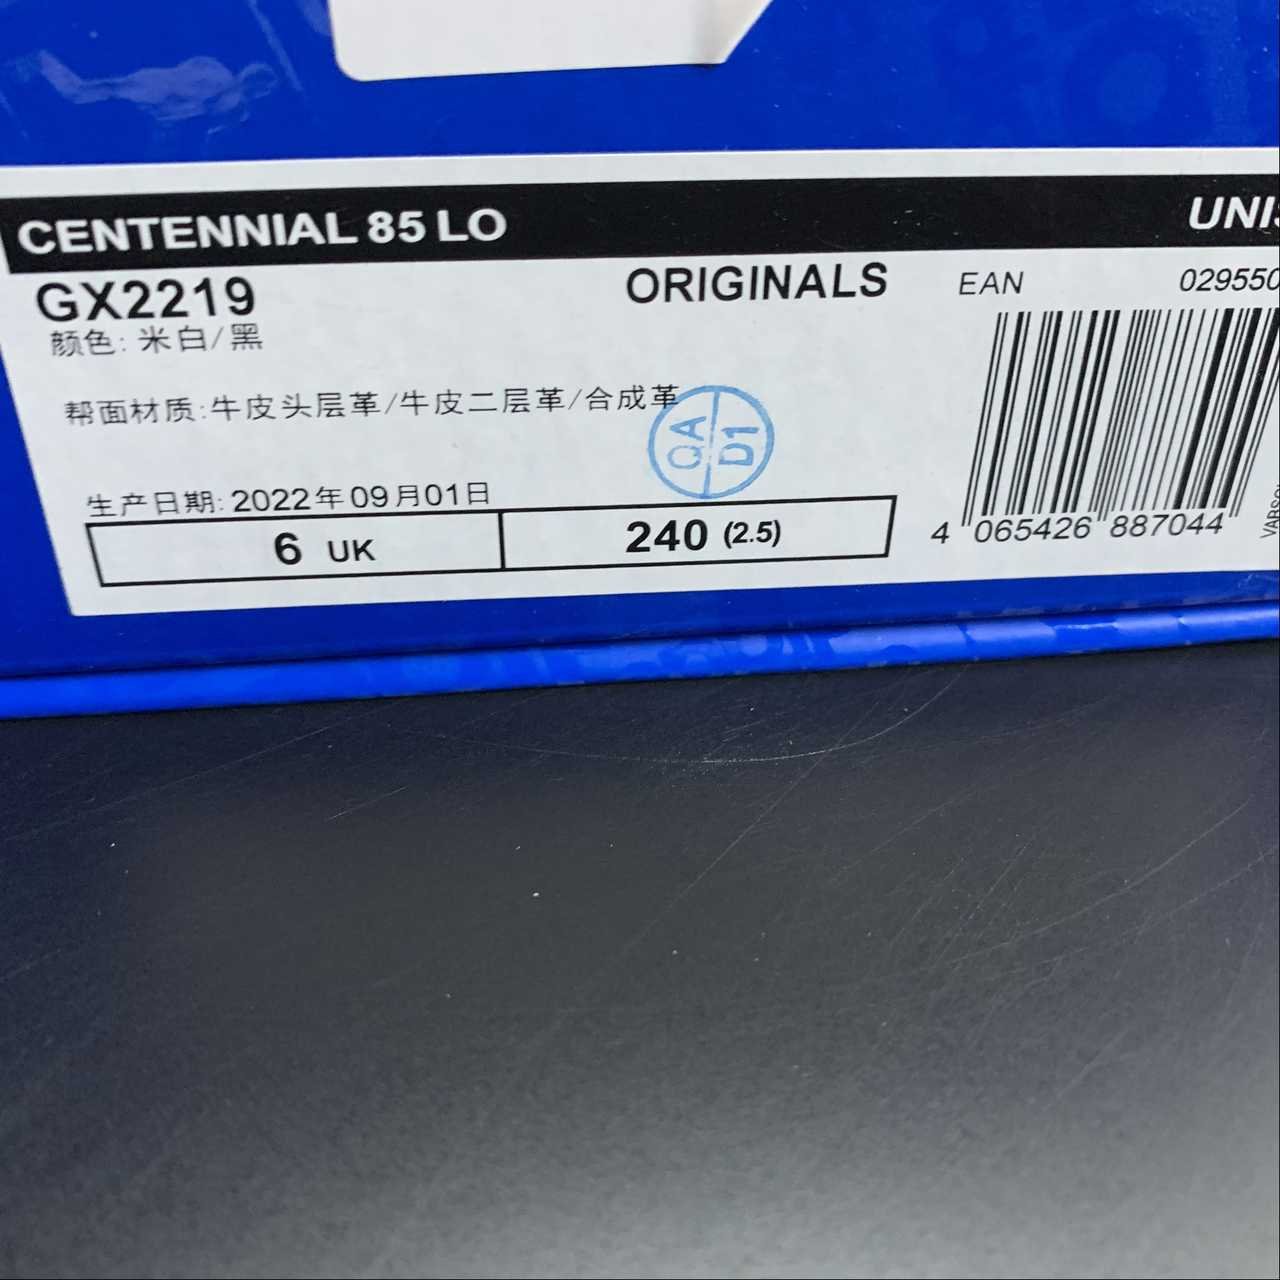 CENTENNIAL 85 LO
GX2219
颜色: 米白/黑
ORIGINALS
EAN
帮面材质:牛皮头层革/牛皮二层革/合成革
QA
D1
生产日期: 2022年09月01日
6 UK
240 (2.5)
4 065426 887044